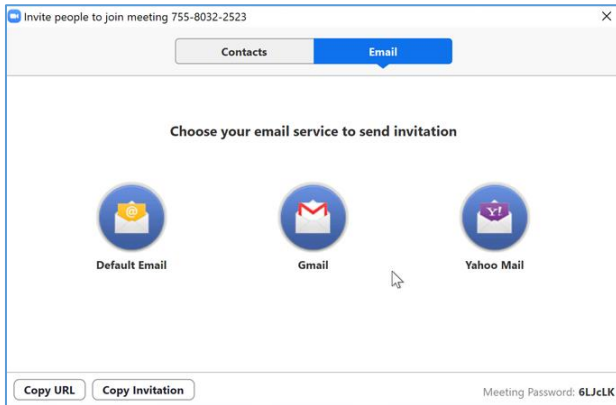 Invite people to join meeting 755-8032-2523
Contacts
Email
Choose your email service to send invitation
Default Email
Gmail
Yahoo Mail
Copy URL
Copy Invitation
Meeting Password: 6LJcLK